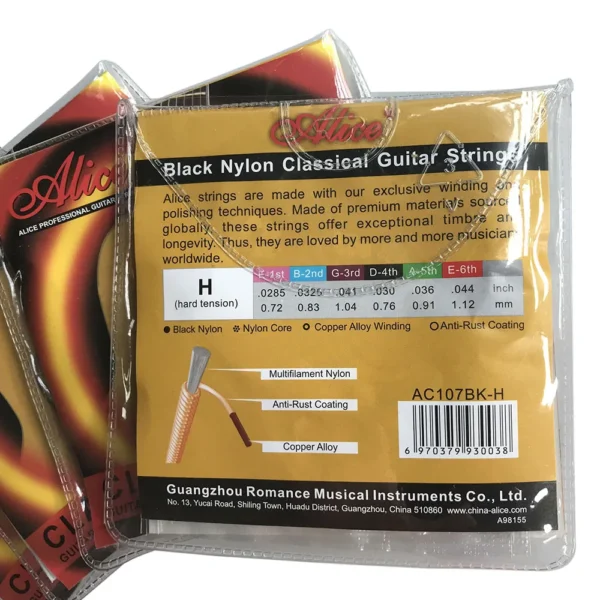 Alice
Black Nylon Classical Guitar Strings
Alice, strings are made with our exclusive winding and
polishing techniques. Made of premium materials sourced
globally, these strings offer exceptional timbre and
longevity. Thus, they are loved by more and more musicians
worldwide.
H (hard tension) E-1st B-2nd G-3rd D-4th A-5th E-6th
.0285 .0325 .041 .030 .036 .044 inch
0.72 0.83 1.04 0.76 0.91 1.12 mm
Black Nylon Nylon Core Copper Alloy Winding Anti-Rust Coating
Multifilament Nylon
Anti-Rust Coating
Copper Alloy
AC107BK-H
6 970379 930038
Guangzhou Romance Musical Instruments Co., Ltd.
No. 13, Yucai Road, Shiling Town, Huadu District, Guangzhou, China 510860 www.china-alice.com
A98155
Alice
ALICE PROFESSIONAL GUITAR
CL
GUITAR
CL